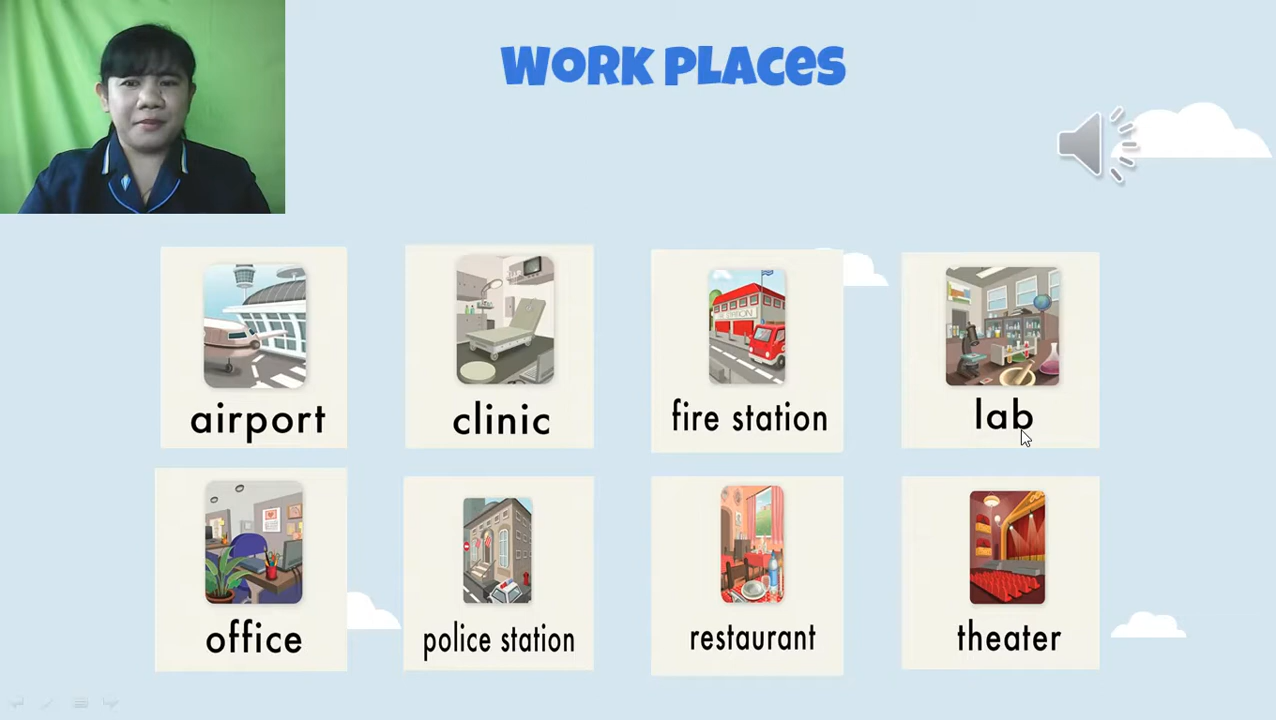 WORK PLACES
airport
clinic
fire station
lab
office
police station
restaurant
theater